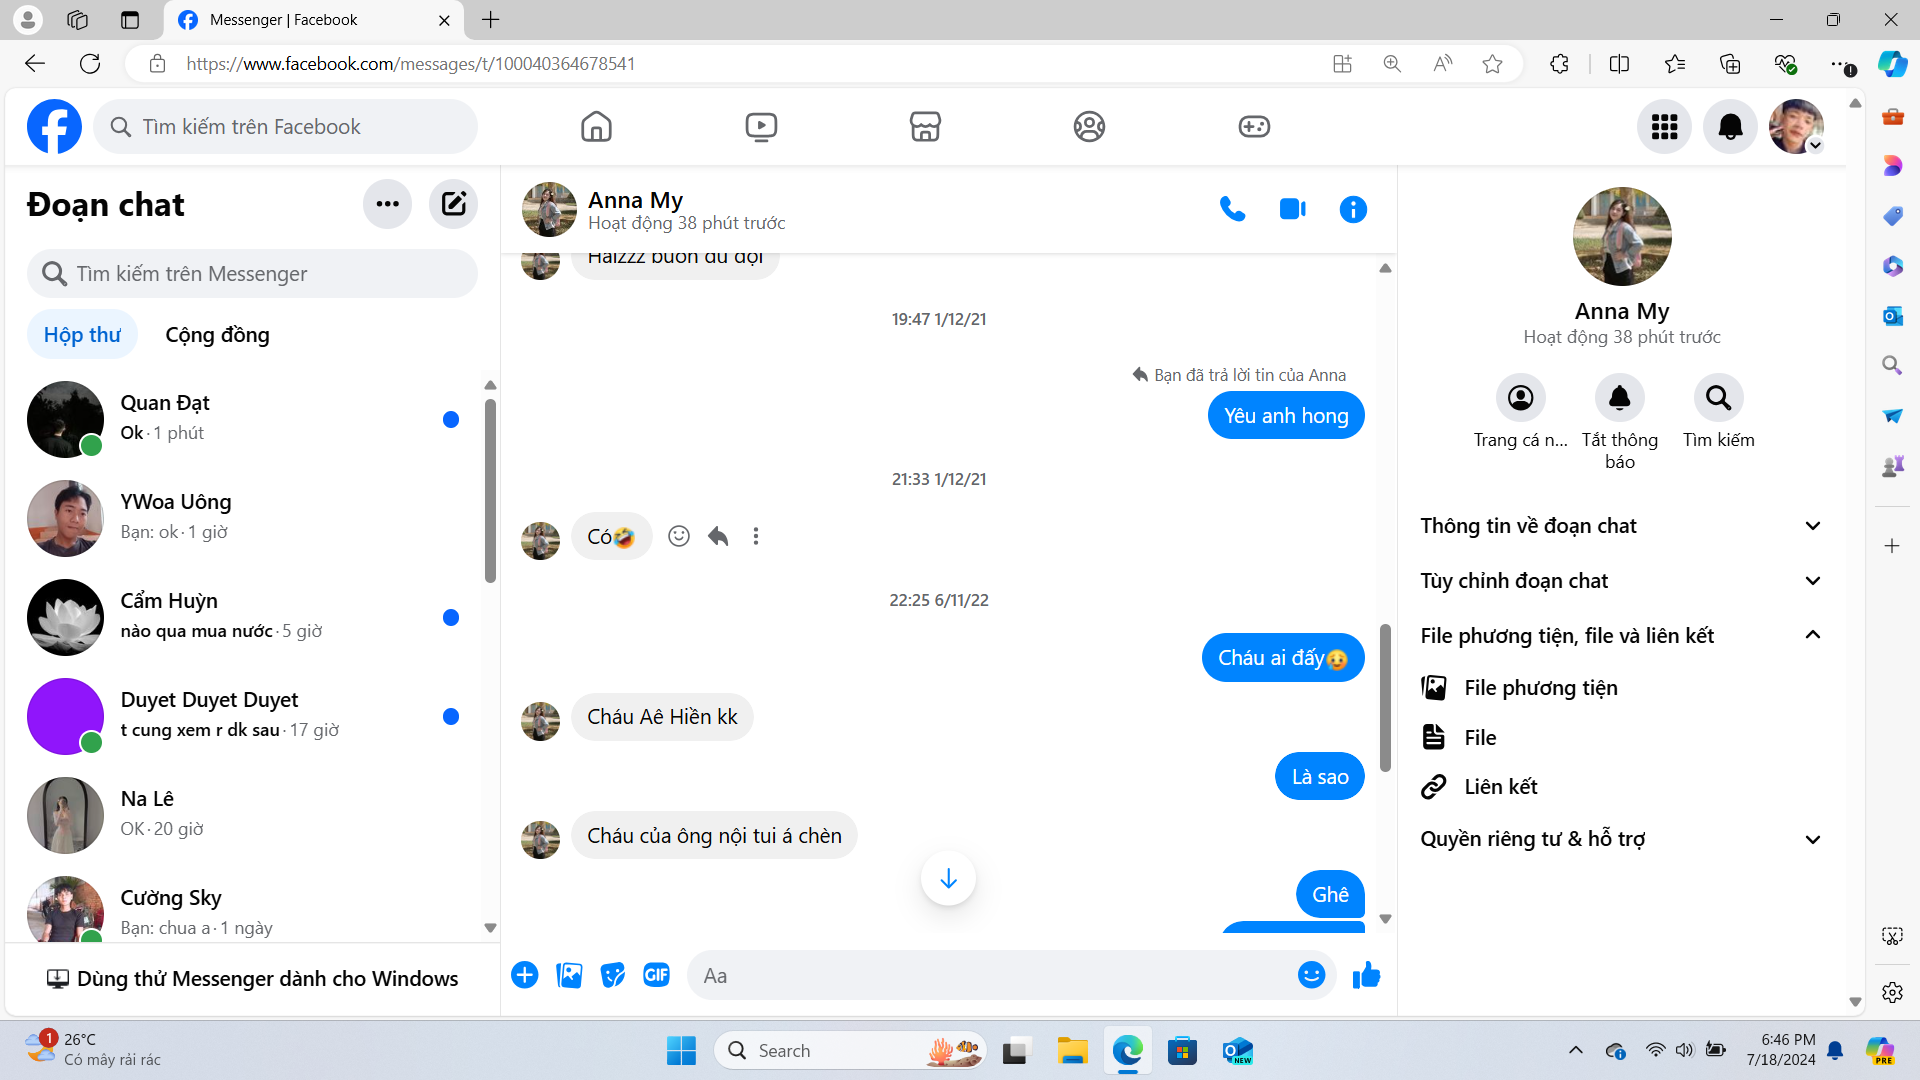 Messenger | Facebook
https://www.facebook.com/messages/t/100040364678541
Tìm kiếm trên Facebook
Đoạn chat
Tìm kiếm trên Messenger
Hộp thư
Cộng đồng
Quan Đạt
Ok · 1 phút
YWoa Uông
Bạn: ok · 1 giờ
Cẩm Huỳn
nào qua mua nước · 5 giờ
Duyet Duyet Duyet
t cung xem r dk sau · 17 giờ
Na Lê
OK · 20 giờ
Cường Sky
Bạn: chua a · 1 ngày
Dùng thử Messenger dành cho Windows
Anna My
Hoạt động 38 phút trước
Haizzz buồn dữ dội
19:47 1/12/21
Bạn đã trả lời tin của Anna
Yêu anh hong
21:33 1/12/21
Có🤣
22:25 6/11/22
Cháu ai đấy🥲
Cháu Aê Hiền kk
Là sao
Cháu của ông nội tui á chèn
Ghê
GIF
Aa
Anna My
Hoạt động 38 phút trước
Trang cá n...
Tắt thông
báo
Tìm kiếm
Thông tin về đoạn chat
Tùy chỉnh đoạn chat
File phương tiện, file và liên kết
File phương tiện
File
Liên kết
Quyền riêng tư & hỗ trợ
1
26°C
Có mây rải rác
Search
NEW
6:46 PM
7/18/2024
PRE